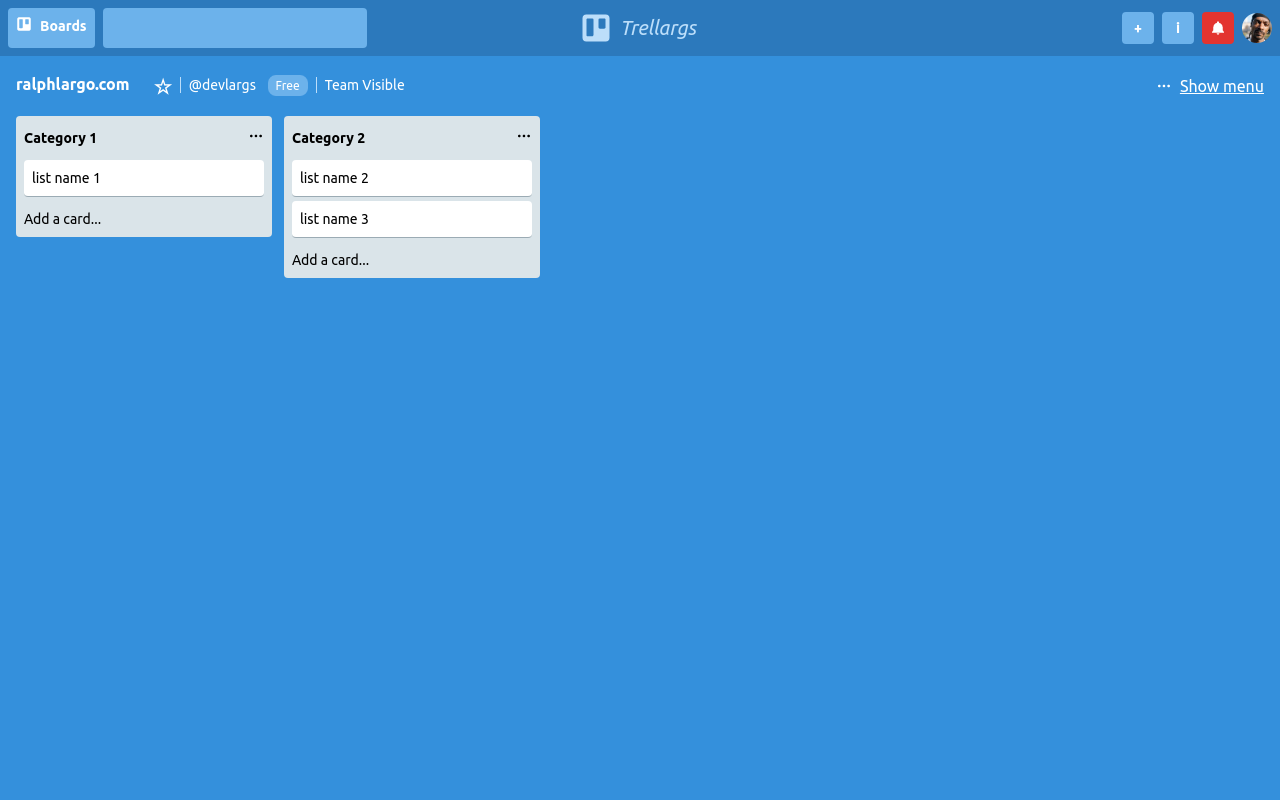 Boards
Trellargs
+
i
ralphlargo.com
@devlargs
Free
Team Visible
... Show menu
Category 1 ...
list name 1
Add a card...
Category 2 ...
list name 2
list name 3
Add a card...